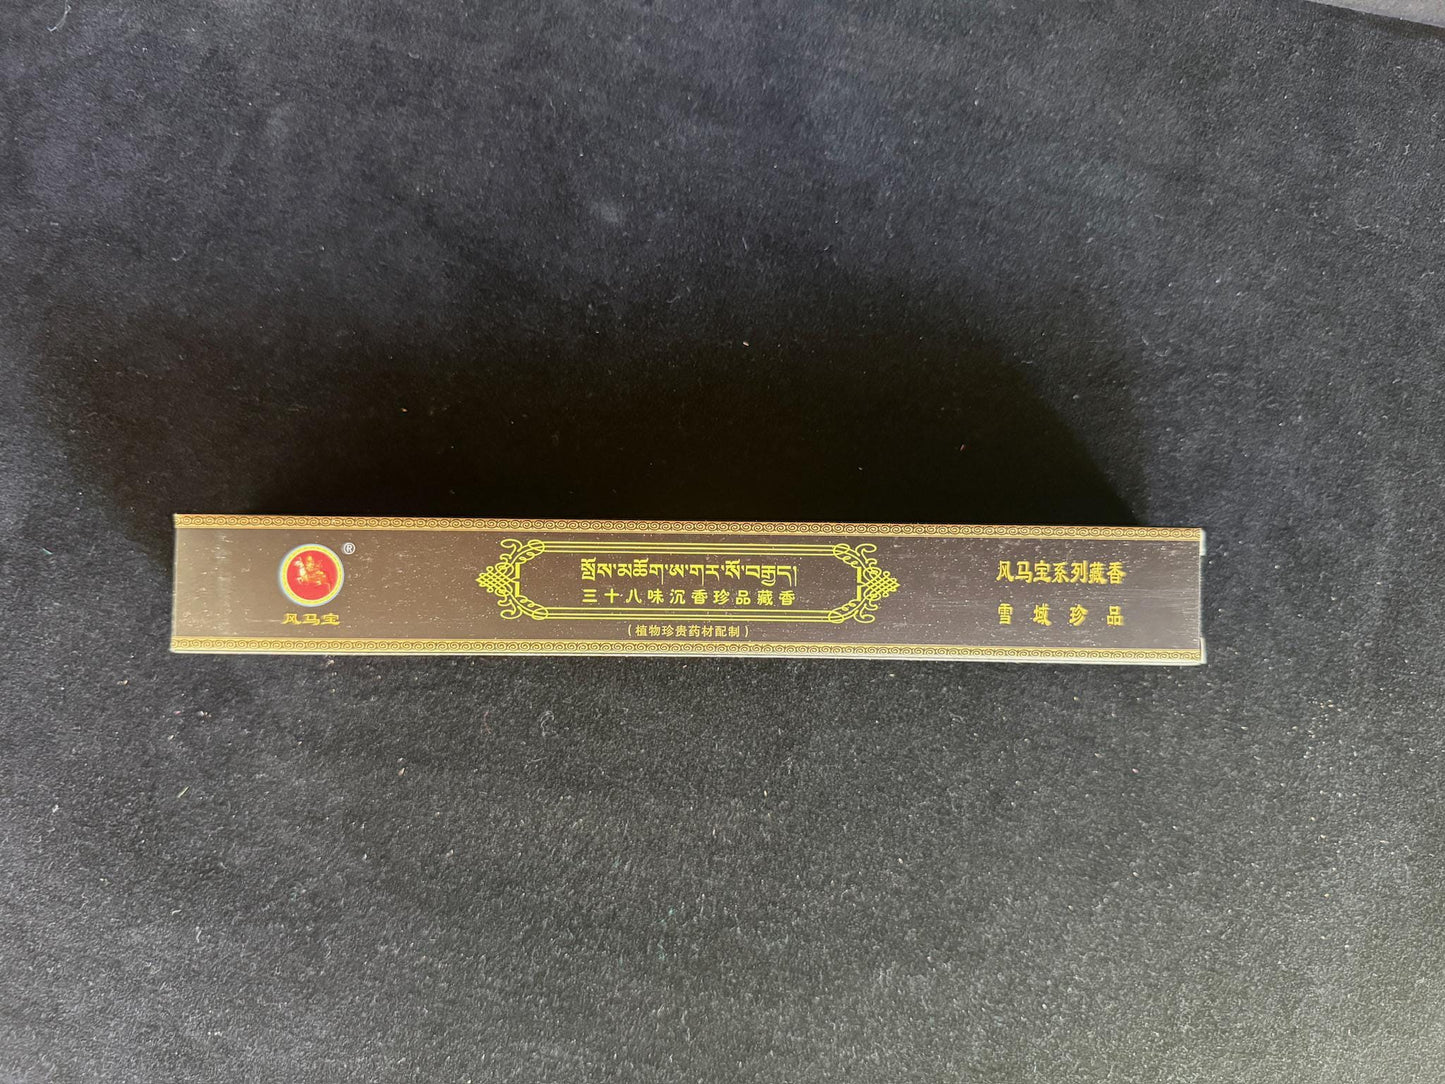 ®
风马宝
སྤོས་མཆོག་ཨ་གར་སོ་བརྒྱད།
三十八味沉香珍品藏香
(植物珍贵药材配制)
风马宝系列藏香
雪域珍品